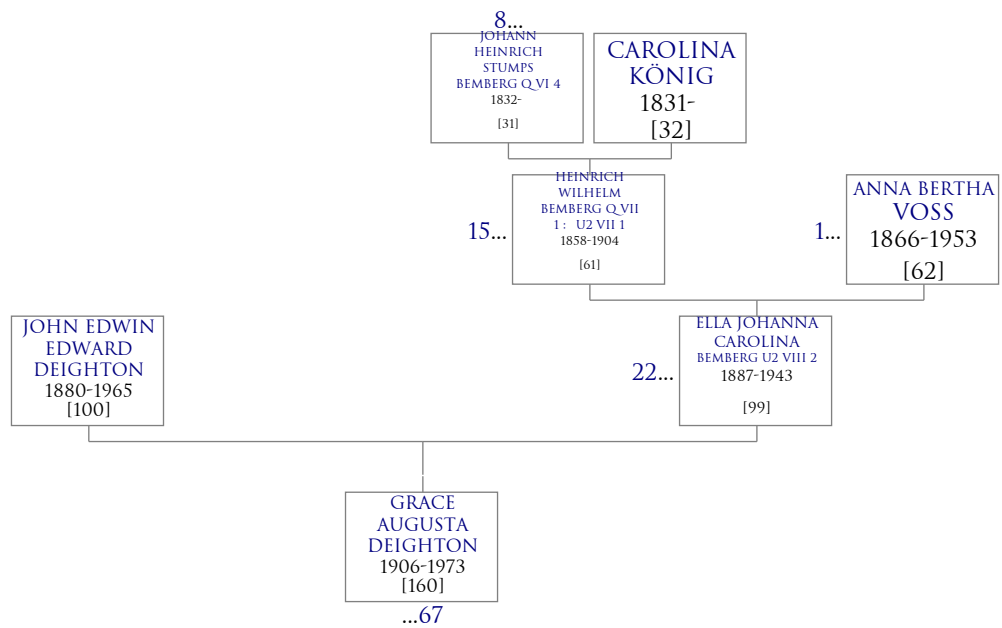 8...
JOHANN
HEINRICH
STUMPS
BEMBERG Q VI 4
1832-
[31]
CAROLINA
KÖNIG
1831-
[32]
15...
HEINRICH
WILHELM
BEMBERG Q VII
1 : U2 VII 1
1858-1904
[61]
1...
ANNA BERTHA
VOSS
1866-1953
[62]
JOHN EDWIN
EDWARD
DEIGHTON
1880-1965
[100]
22...
ELLA JOHANNA
CAROLINA
BEMBERG U2 VIII 2
1887-1943
[99]
GRACE
AUGUSTA
DEIGHTON
1906-1973
[160]
...67